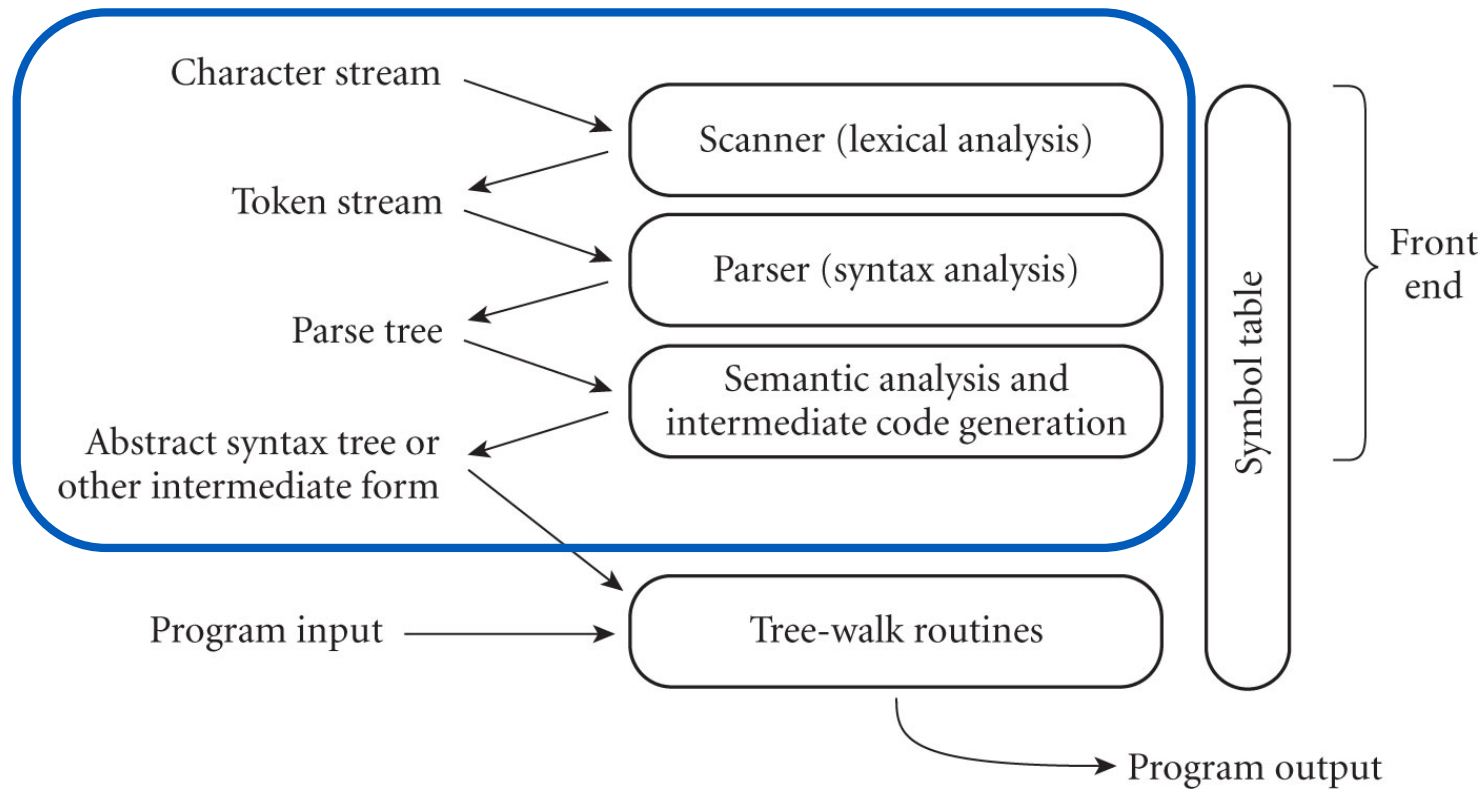 Character stream
Scanner (lexical analysis)
Token stream
Parser (syntax analysis)
Parse tree
Semantic analysis and
intermediate code generation
Abstract syntax tree or
other intermediate form
Program input
Tree-walk routines
Program output
Symbol table
Front
end